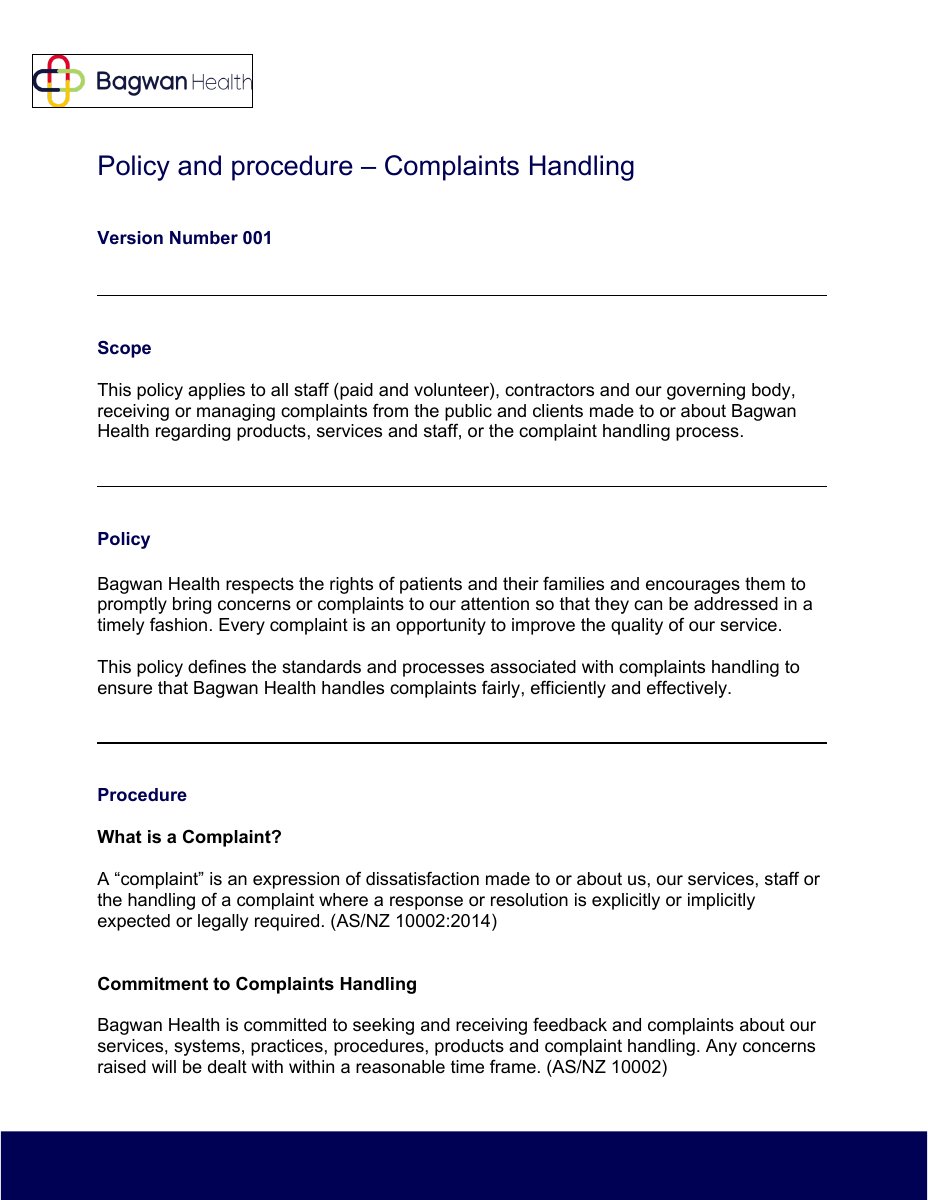 Bagwan Health
Policy and procedure – Complaints Handling
Version Number 001
Scope
This policy applies to all staff (paid and volunteer), contractors and our governing body,
receiving or managing complaints from the public and clients made to or about Bagwan
Health regarding products, services and staff, or the complaint handling process.
Policy
Bagwan Health respects the rights of patients and their families and encourages them to
promptly bring concerns or complaints to our attention so that they can be addressed in a
timely fashion. Every complaint is an opportunity to improve the quality of our service.
This policy defines the standards and processes associated with complaints handling to
ensure that Bagwan Health handles complaints fairly, efficiently and effectively.
Procedure
What is a Complaint?
A “complaint” is an expression of dissatisfaction made to or about us, our services, staff or
the handling of a complaint where a response or resolution is explicitly or implicitly
expected or legally required. (AS/NZ 10002:2014)
Commitment to Complaints Handling
Bagwan Health is committed to seeking and receiving feedback and complaints about our
services, systems, practices, procedures, products and complaint handling. Any concerns
raised will be dealt with within a reasonable time frame. (AS/NZ 10002)